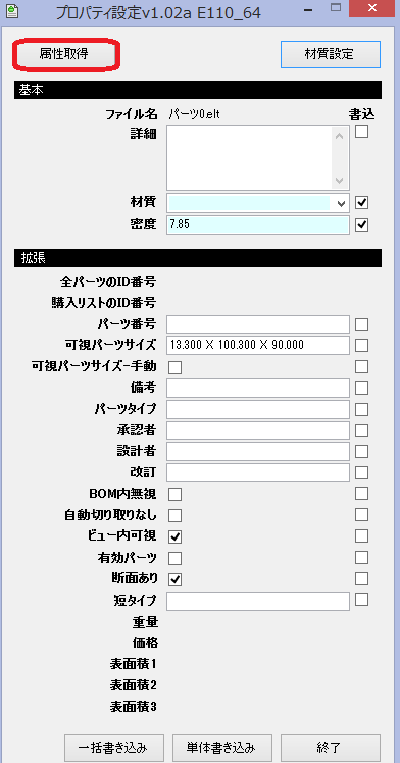 プロパティ設定v1.02a E110_64
属性取得 材質設定
基本
ファイル名 パーツ0.elt 書込
詳細
材質
密度 7.85
拡張
全パーツのID番号
購入リストのID番号
パーツ番号
可視パーツサイズ 13.300 X 100.300 X 90.000
可視パーツサイズ-手動
備考
パーツタイプ
承認者
設計者
改訂
BOM内無視
自動切り取りなし
ビュー内可視
有効パーツ
断面あり
短タイプ
重量
価格
表面積1
表面積2
表面積3
一括書き込み 単体書き込み 終了